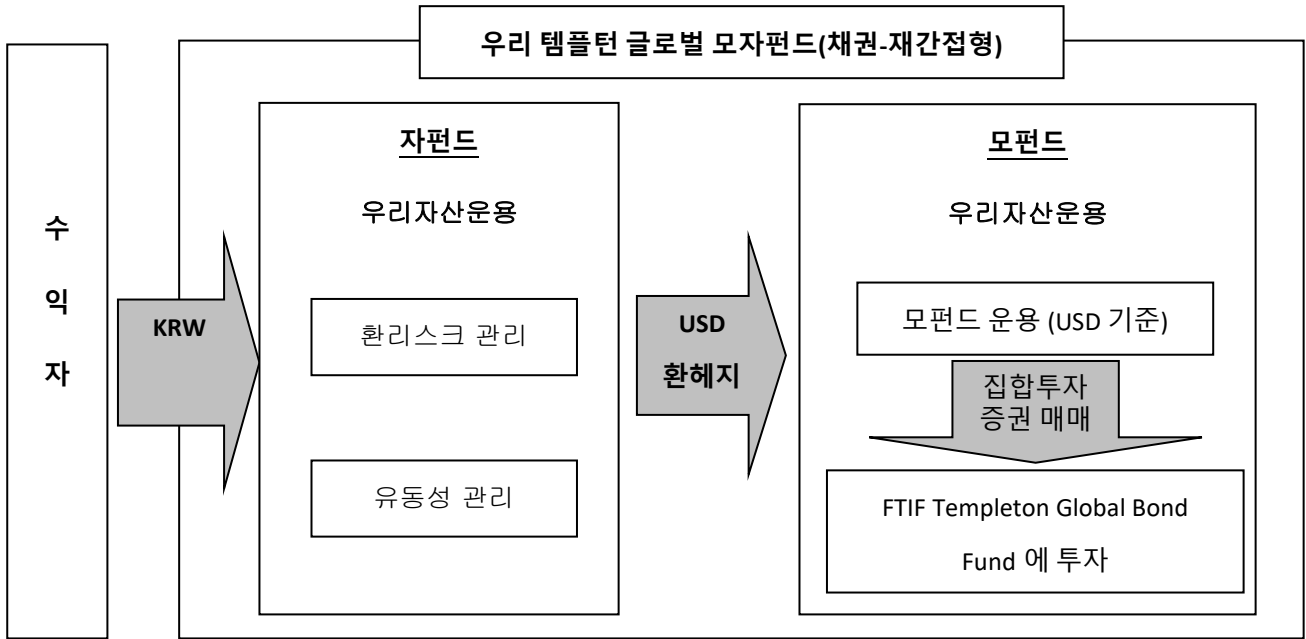 우리 템플턴 글로벌 모자펀드(채권-재간접형)
수
익
자
KRW
자펀드
우리자산운용
환리스크 관리
유동성 관리
USD
환헤지
모펀드
우리자산운용
모펀드 운용 (USD 기준)
집합투자
증권 매매
FTIF Templeton Global Bond
Fund 에 투자